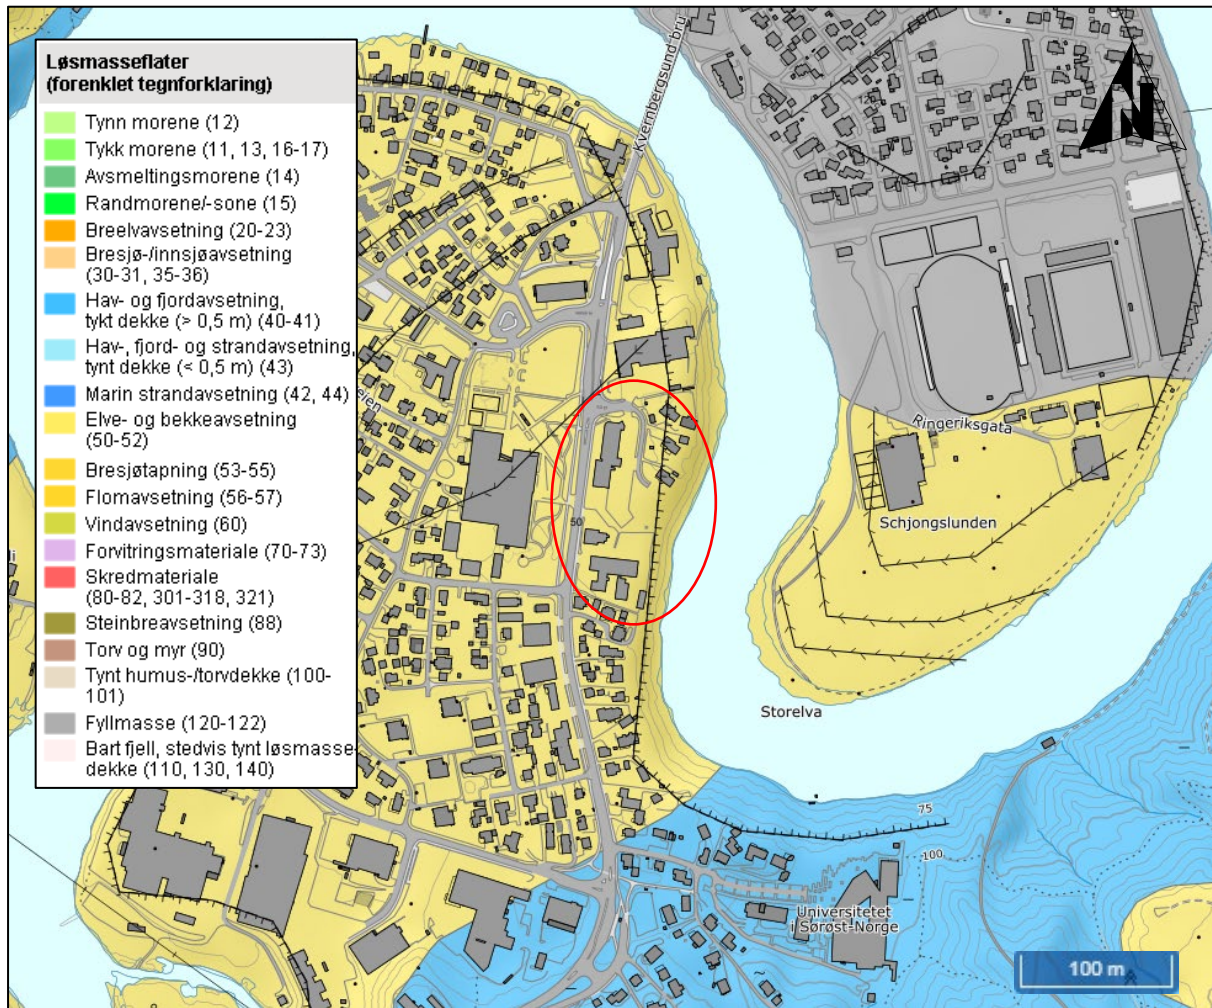 Løsmasseflater
(forenklet tegnforklaring)
Tynn morene (12)
Tykk morene (11, 13, 16-17)
Avsmeltingsmorene (14)
Randmorene/-sone (15)
Breelvavsetning (20-23)
Bresjø-/innsjøavsetning
(30-31, 35-36)
Hav- og fjordavsetning,
tykt dekke (> 0,5 m) (40-41)
Hav-, fjord- og strandavsetning,
tynt dekke (< 0,5 m) (43)
Marin strandavsetning (42, 44)
Elve- og bekkeavsetning
(50-52)
Bresjøtapning (53-55)
Flomavsetning (56-57)
Vindavsetning (60)
Forvitringsmateriale (70-73)
Skredmateriale
(80-82, 301-318, 321)
Steinbreavsetning (88)
Torv og myr (90)
Tynt humus-/torvdekke (100-
101)
Fyllmasse (120-122)
Bart fjell, stedvis tynt løsmasse
dekke (110, 130, 140)
Kvernbergsund bru
N
eien
50
Ringeriksgata
Schjongslunden
Storelva
75
100
Universitetet
i Sørøst-Norge
100 m